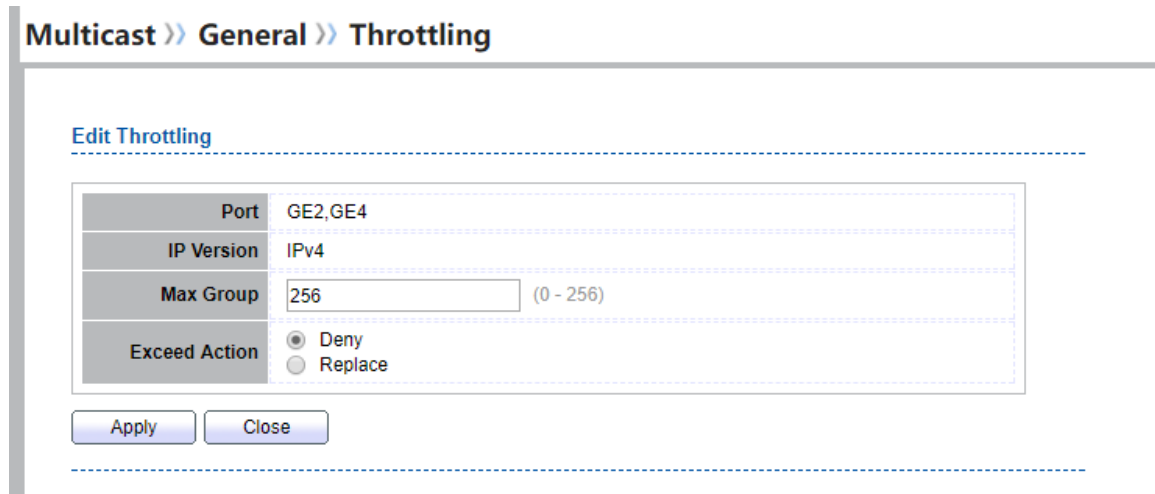 Multicast 》 General 》 Throttling
Edit Throttling
Port GE2,GE4
IP Version IPv4
Max Group 256 (0 - 256)
Exceed Action Deny
Replace
Apply Close